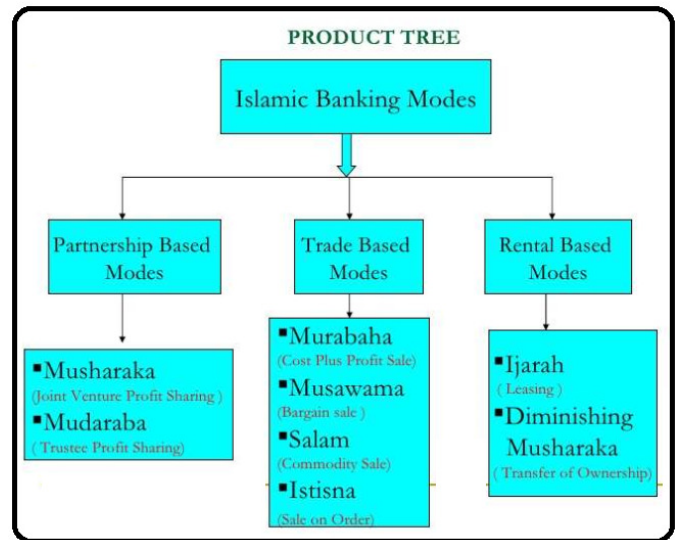 PRODUCT TREE
Islamic Banking Modes
Partnership Based
Modes
Trade Based
Modes
Rental Based
Modes
▪Musharaka
(Joint Venture Profit Sharing )
▪Mudaraba
( Trustee Profit Sharing)
▪Murabaha
(Cost Plus Profit Sale)
▪Musawama
(Bargain sale )
▪Salam
(Commodity Sale)
▪Istisna
(Sale on Order)
▪Ijarah
( Leasing )
▪Diminishing
Musharaka
( Transfer of Ownership)